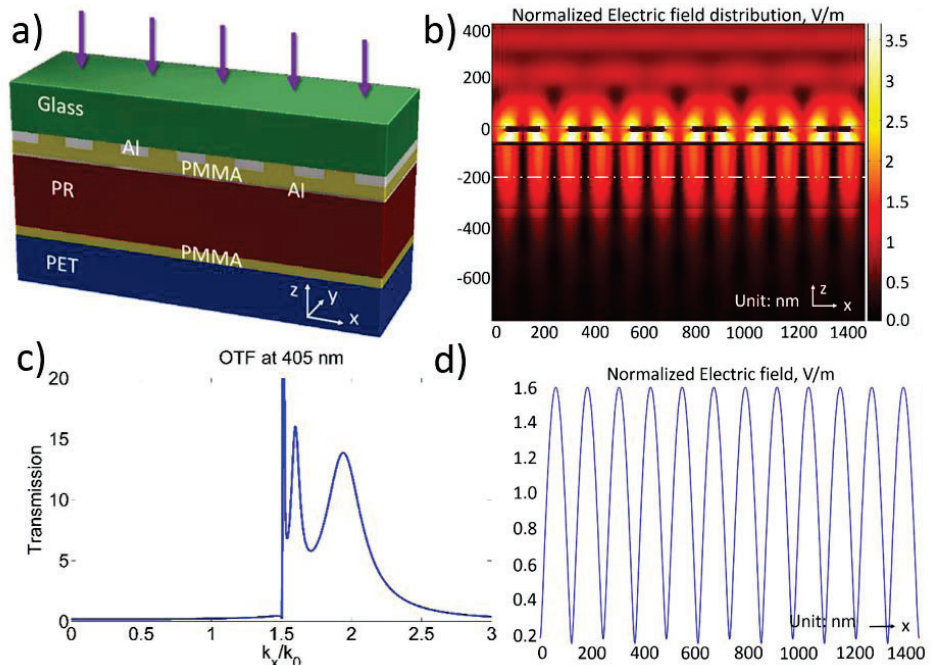 a)
Glass
Al
PMMA
PR
Al
PMMA
PET
z
y
x
b)
Normalized Electric field distribution, V/m
400
200
0
-200
-400
-600
0 200 400 600 800 1000 1200 1400
Unit: nm
z
x
3.5
3
2.5
2
1.5
1
0.5
0.0
c)
OTF at 405 nm
Transmission
20
15
10
5
0
0 0.5 1 1.5 2 2.5 3
kₓ/k₀
d)
Normalized Electric field, V/m
1.6
1.4
1.2
1.0
0.8
0.6
0.4
0.2
Unit: nm
x
0 200 400 600 800 1000 1200 1400